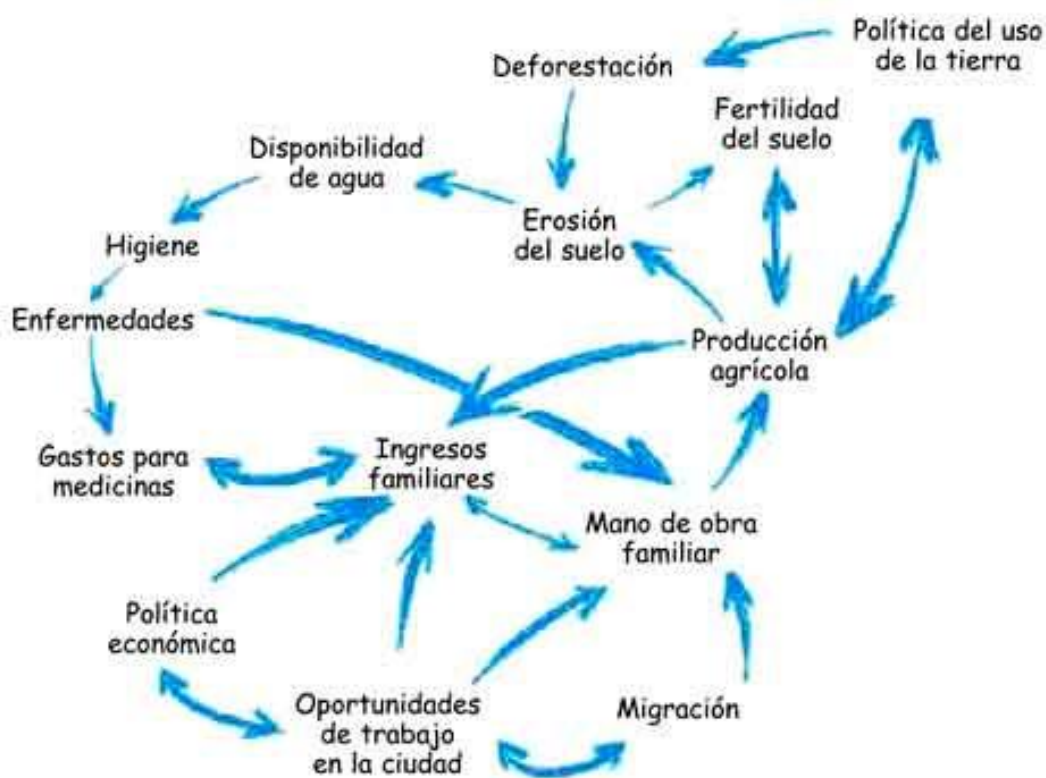 Política del uso
de la tierra
Deforestación
Fertilidad
del suelo
Disponibilidad
de agua
Erosión
del suelo
Higiene
Enfermedades
Producción
agrícola
Gastos para
medicinas
Ingresos
familiares
Mano de obra
familiar
Política
económica
Oportunidades
de trabajo
en la ciudad
Migración